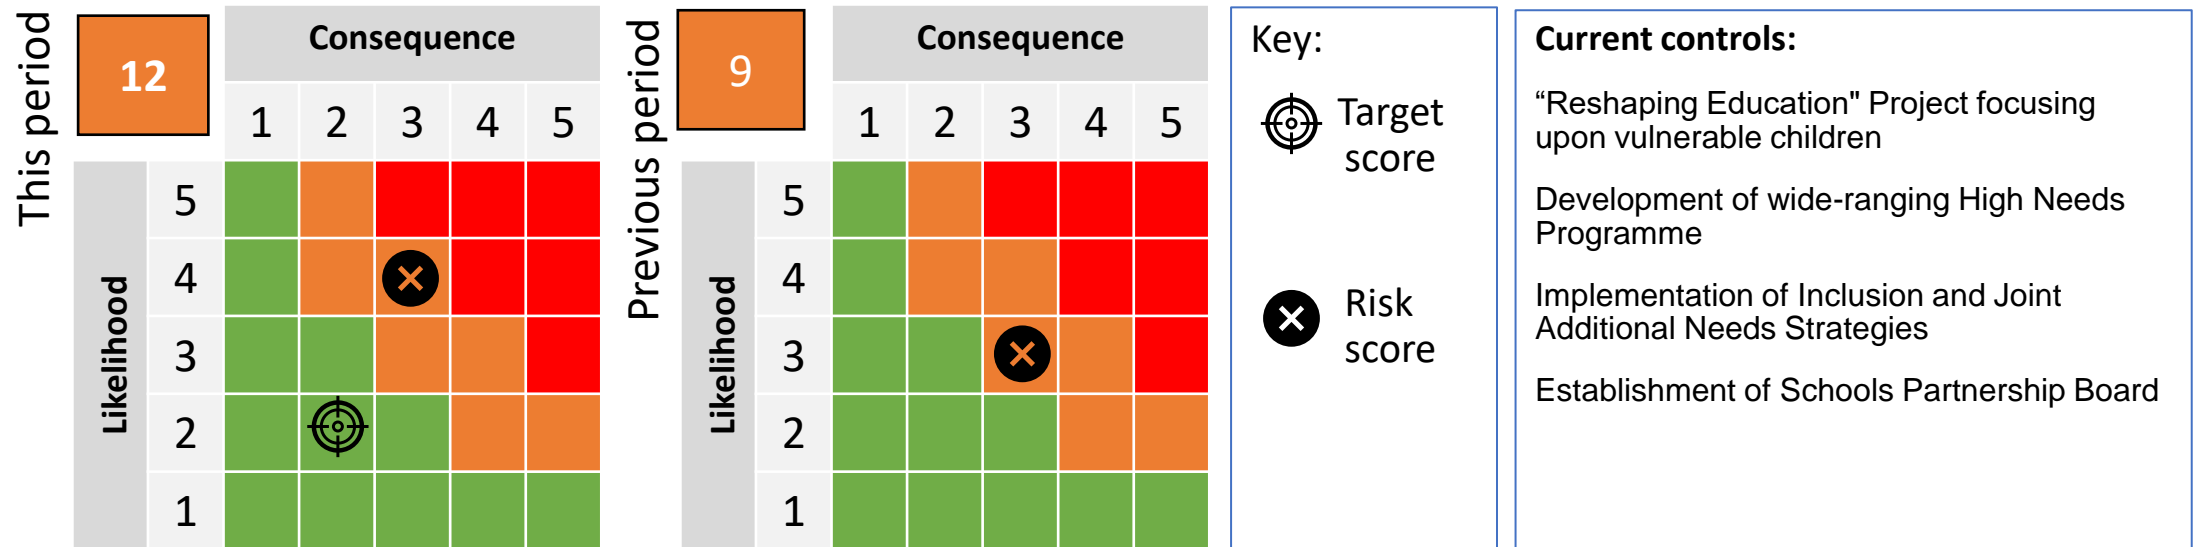 This period
12
Consequence
1 2 3 4 5
Likelihood
5
4
3
2
1
Previous period
9
Consequence
1 2 3 4 5
Likelihood
5
4
3
2
1
Key:
Target
score
Risk
score
Current controls:
“Reshaping Education" Project focusing
upon vulnerable children
Development of wide-ranging High Needs
Programme
Implementation of Inclusion and Joint
Additional Needs Strategies
Establishment of Schools Partnership Board